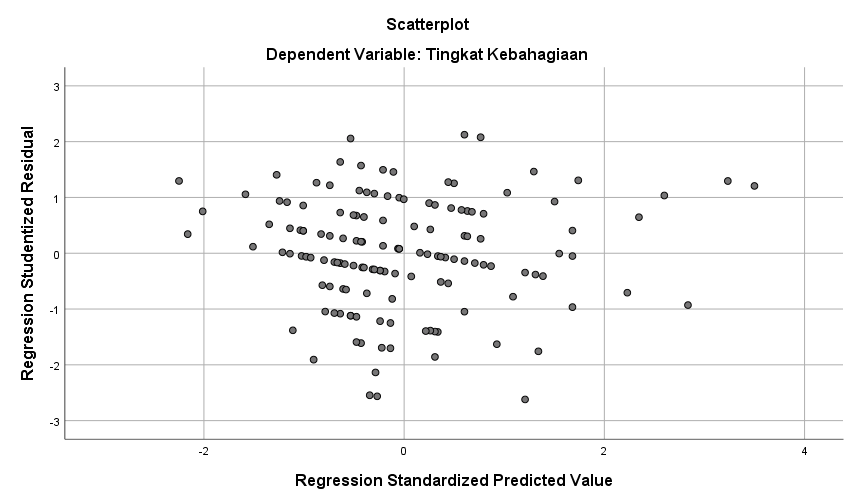 Scatterplot
Dependent Variable: Tingkat Kebahagiaan
Regression Studentized Residual
3
2
1
0
-1
-2
-3
-2
0
2
4
Regression Standardized Predicted Value